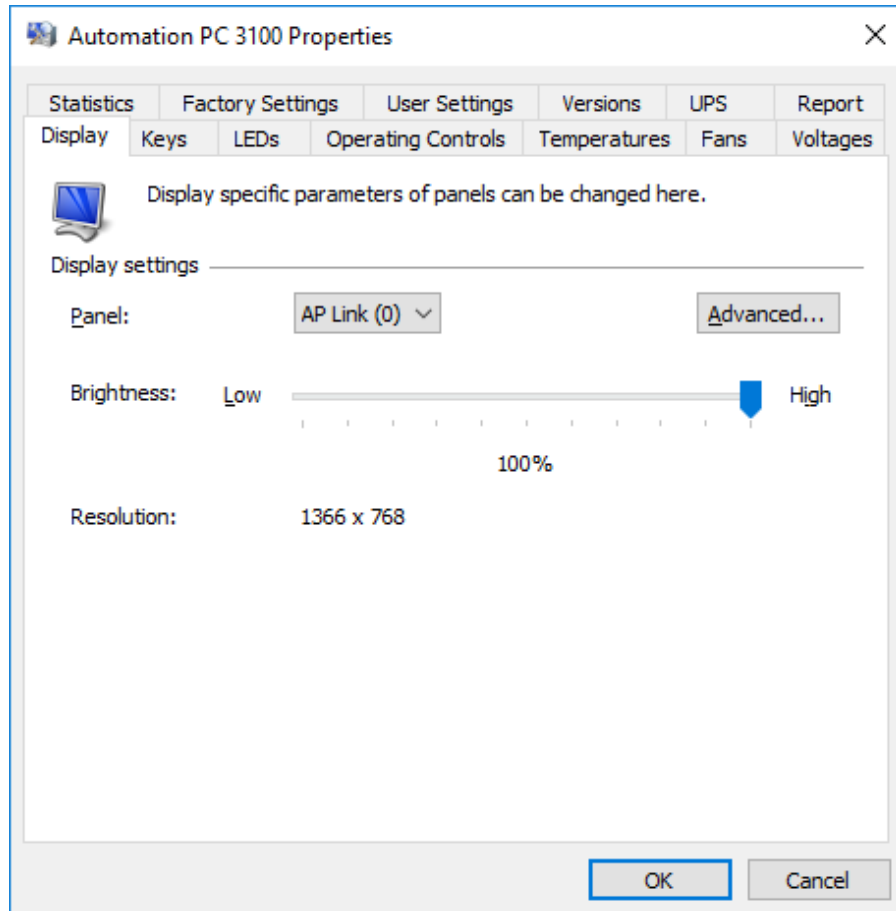 Automation PC 3100 Properties
Statistics Factory Settings User Settings Versions UPS Report
Display Keys LEDs Operating Controls Temperatures Fans Voltages
Display specific parameters of panels can be changed here.
Display settings
Panel: AP Link (0) Advanced...
Brightness: Low High
100%
Resolution: 1366 x 768
OK Cancel